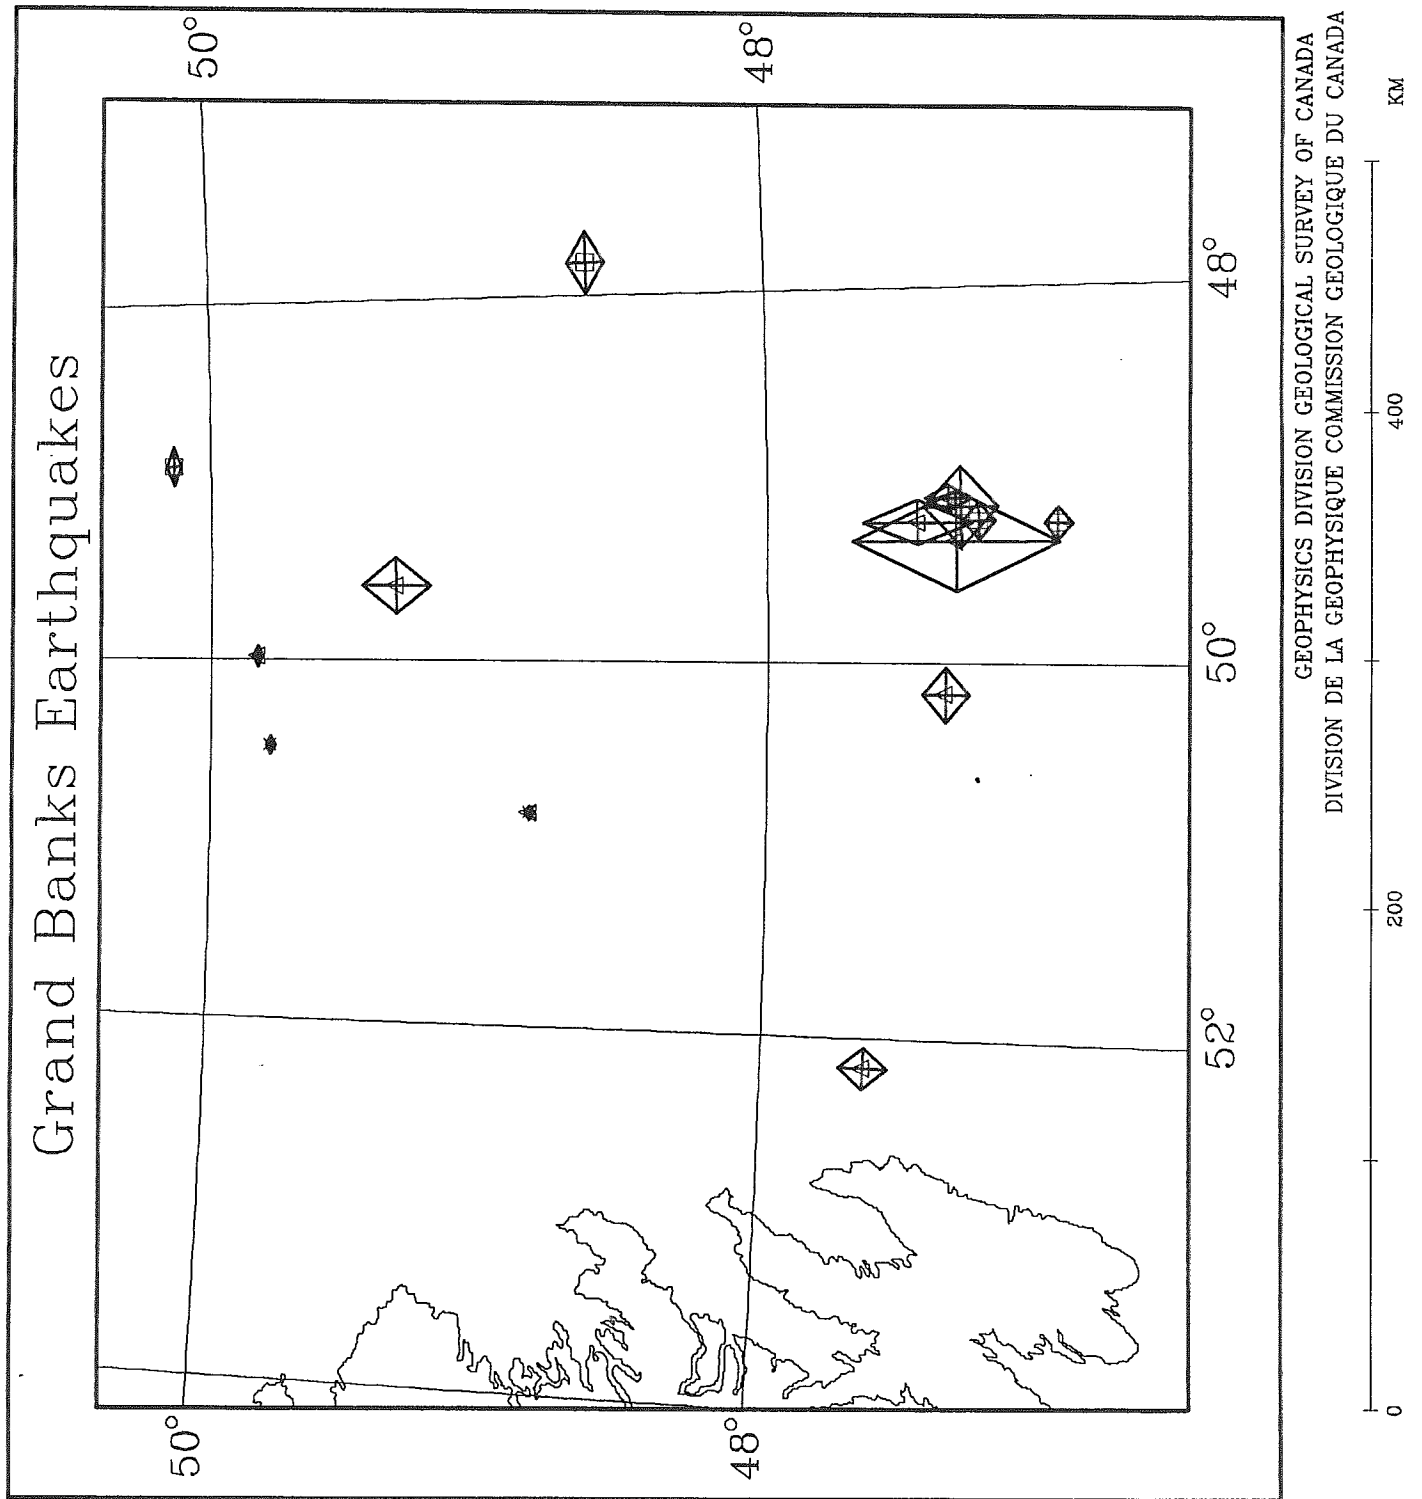 Grand Banks Earthquakes
50°
48°
50°
48°
52°
50°
48°
GEOPHYSICS DIVISION GEOLOGICAL SURVEY OF CANADA
DIVISION DE LA GEOPHYSIQUE COMMISSION GEOLOGIQUE DU CANADA
0
200
400
KM